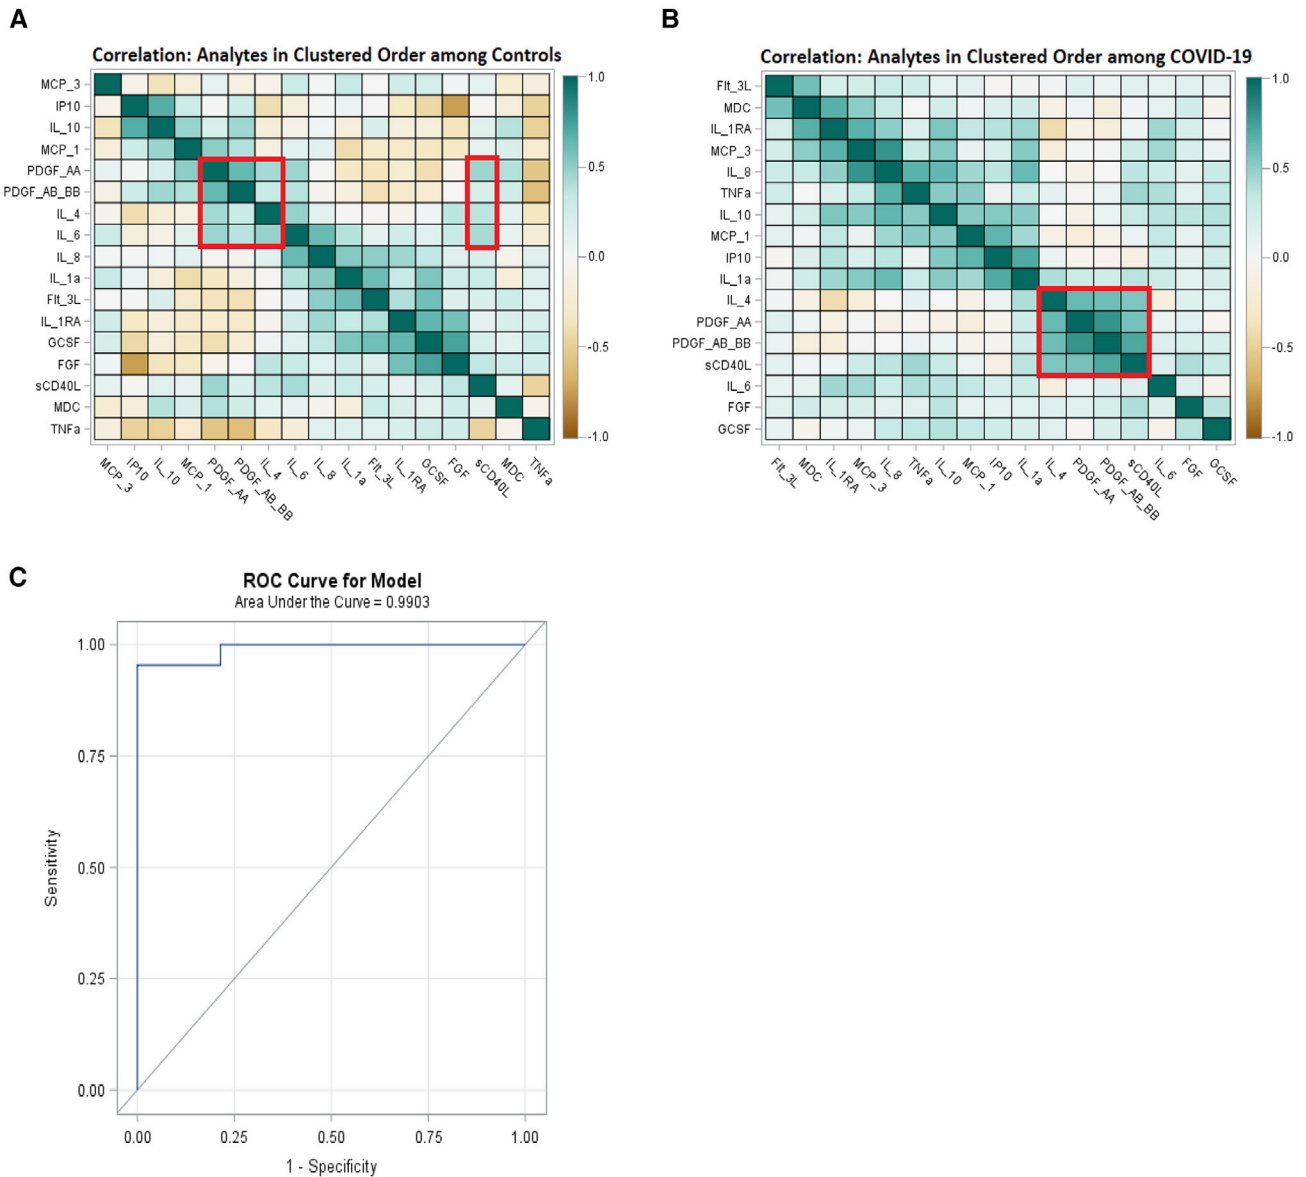 A
Correlation: Analytes in Clustered Order among Controls
MCP_3
IP10
IL_10
MCP_1
PDGF_AA
PDGF_AB_BB
IL_4
IL_6
IL_8
IL_1a
Flt_3L
IL_1RA
GCSF
FGF
sCD40L
MDC
TNFa
MCP_3
IP10
IL_10
MCP_1
PDGF_AA
PDGF_AB_BB
IL_4
IL_6
IL_8
IL_1a
Flt_3L
IL_1RA
GCSF
FGF
sCD40L
MDC
TNFa
1.0
0.5
0.0
-0.5
-1.0
B
Correlation: Analytes in Clustered Order among COVID-19
Flt_3L
MDC
IL_1RA
MCP_3
IL_8
TNFa
IL_10
MCP_1
IP10
IL_1a
IL_4
PDGF_AA
PDGF_AB_BB
sCD40L
IL_6
FGF
GCSF
Flt_3L
MDC
IL_1RA
MCP_3
IL_8
TNFa
IL_10
MCP_1
IP10
IL_1a
IL_4
PDGF_AA
PDGF_AB_BB
sCD40L
IL_6
FGF
GCSF
1.0
0.5
0.0
-0.5
-1.0
C
ROC Curve for Model
Area Under the Curve = 0.9903
Sensitivity
1.00
0.75
0.50
0.25
0.00
0.00
0.25
0.50
0.75
1.00
1 - Specificity